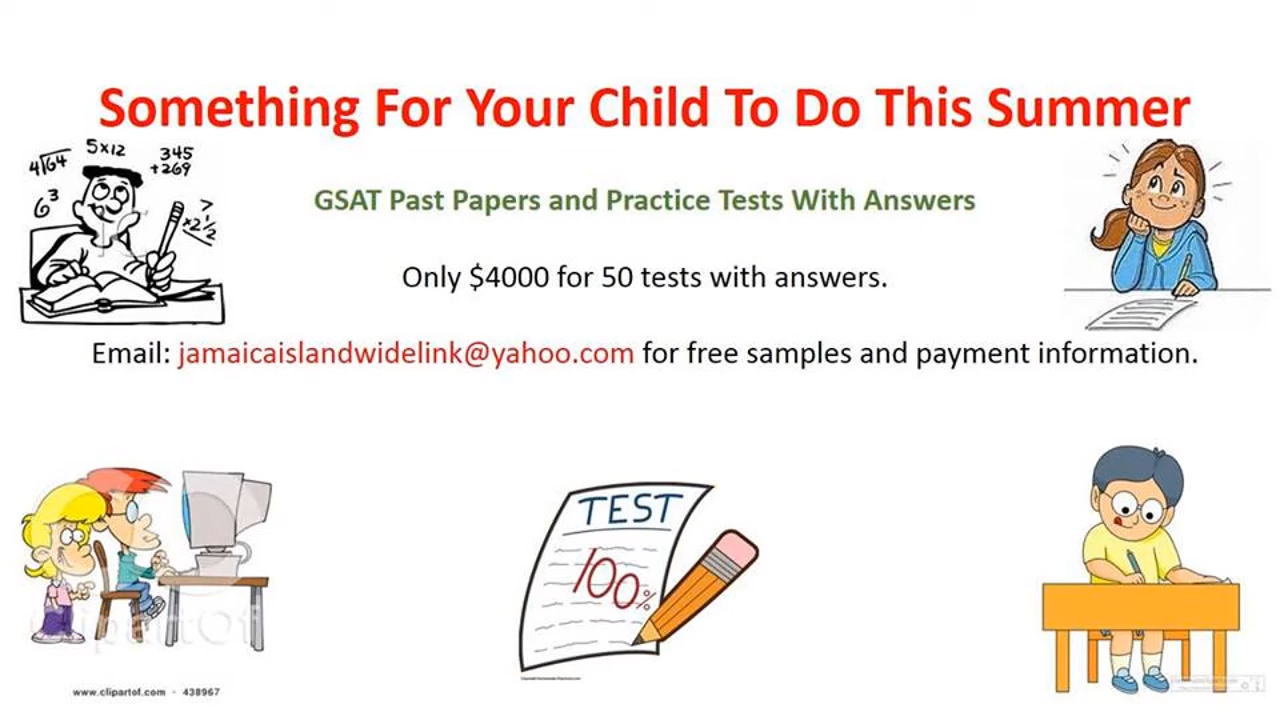 Something For Your Child To Do This Summer
5x12
345
4√64
+269
6³
7
x2½
GSAT Past Papers and Practice Tests With Answers
Only $4000 for 50 tests with answers.
Email: jamaicaislandwidelink@yahoo.com for free samples and payment information.
TEST
100%
ClipartOf
www.clipartof.com - 438967